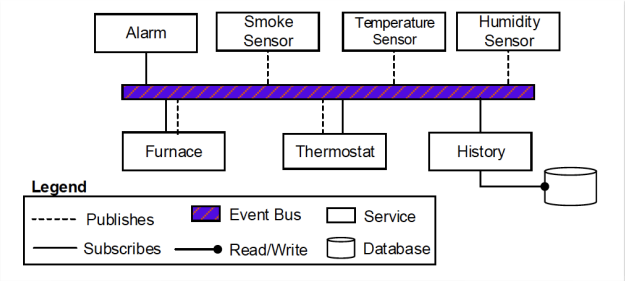 Alarm
Smoke
Sensor
Temperature
Sensor
Humidity
Sensor
Furnace
Thermostat
History
Legend
Publishes
Event Bus
Service
Subscribes
Read/Write
Database